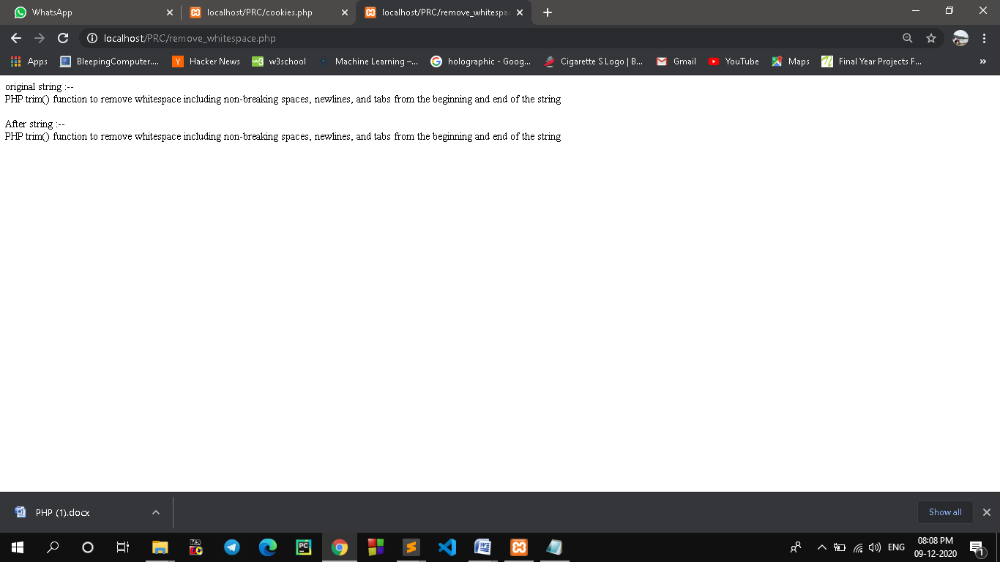 WhatsApp
localhost/PRC/cookies.php
localhost/PRC/remove_whitespa
localhost/PRC/remove_whitespace.php
Apps
BleepingComputer....
Hacker News
w3school
Machine Learning –...
holographic - Goog...
Cigarette S Logo | B...
Gmail
YouTube
Maps
Final Year Projects F...
»
original string :--
PHP trim() function to remove whitespace including non-breaking spaces, newlines, and tabs from the beginning and end of the string
After string :--
PHP trim() function to remove whitespace including non-breaking spaces, newlines, and tabs from the beginning and end of the string
PHP (1).docx
Show all
ENG
08:08 PM
09-12-2020
1